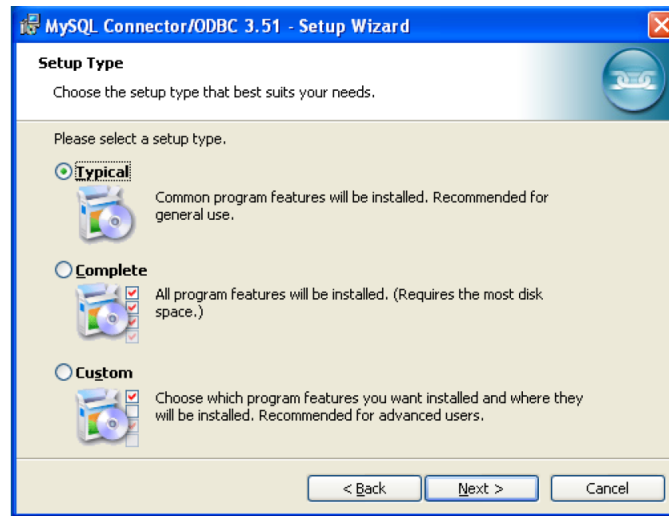 MySQL Connector/ODBC 3.51 - Setup Wizard
Setup Type
Choose the setup type that best suits your needs.
Please select a setup type.
Typical
Common program features will be installed. Recommended for
general use.
Complete
All program features will be installed. (Requires the most disk
space.)
Custom
Choose which program features you want installed and where they
will be installed. Recommended for advanced users.
< Back Next > Cancel